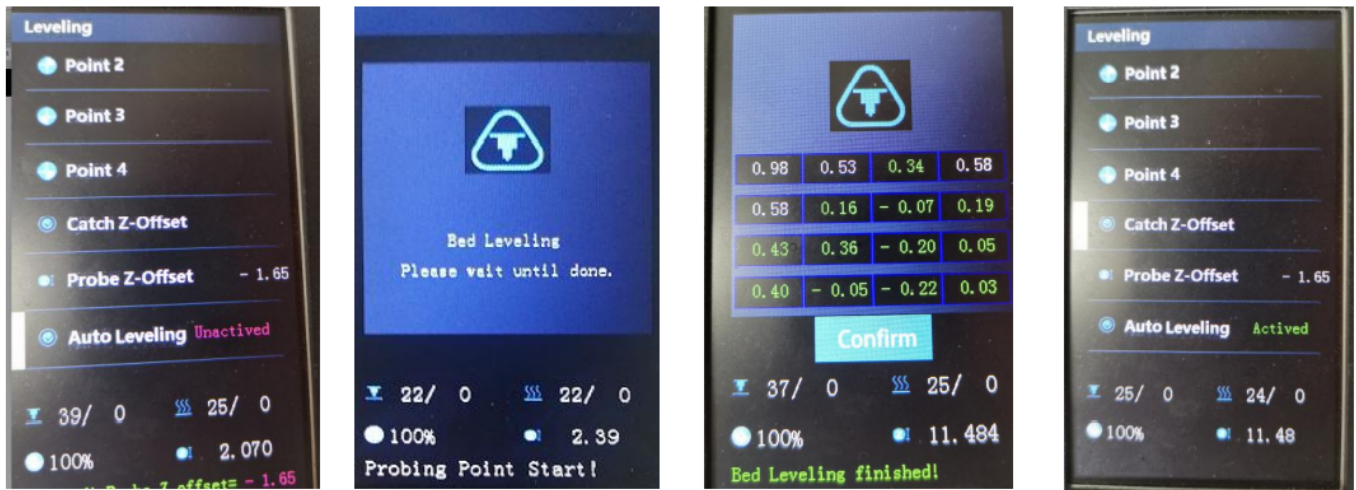 Leveling
Point 2
Point 3
Point 4
Catch Z-Offset
Probe Z-Offset - 1.65
Auto Leveling Unactived
39/ 0 25/ 0
100% 2.070
Z offset= - 1.65
Bed Leveling
Please wait until done.
22/ 0 22/ 0
100% 2.39
Probing Point Start!
0.98 0.53 0.34 0.58
0.58 0.16 - 0.07 0.19
0.43 0.36 - 0.20 0.05
0.40 - 0.05 - 0.22 0.03
Confirm
37/ 0 25/ 0
100% 11.484
Bed Leveling finished!
Leveling
Point 2
Point 3
Point 4
Catch Z-Offset
Probe Z-Offset - 1.65
Auto Leveling Actived
25/ 0 24/ 0
100% 11.48